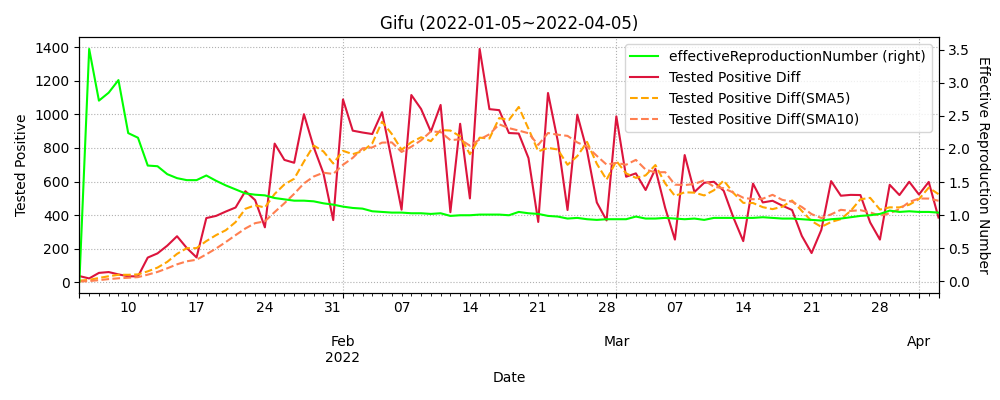 Gifu (2022-01-05~2022-04-05)
effectiveReproductionNumber (right)
Tested Positive Diff
Tested Positive Diff(SMA5)
Tested Positive Diff(SMA10)
Tested Positive
1400
1200
1000
800
600
400
200
0
3.5
3.0
2.5
2.0
1.5
1.0
0.5
0.0
Effective Reproduction Number
10 17 24 31 07 14 21 28 07 14 21 28
Feb Mar Apr
2022
Date